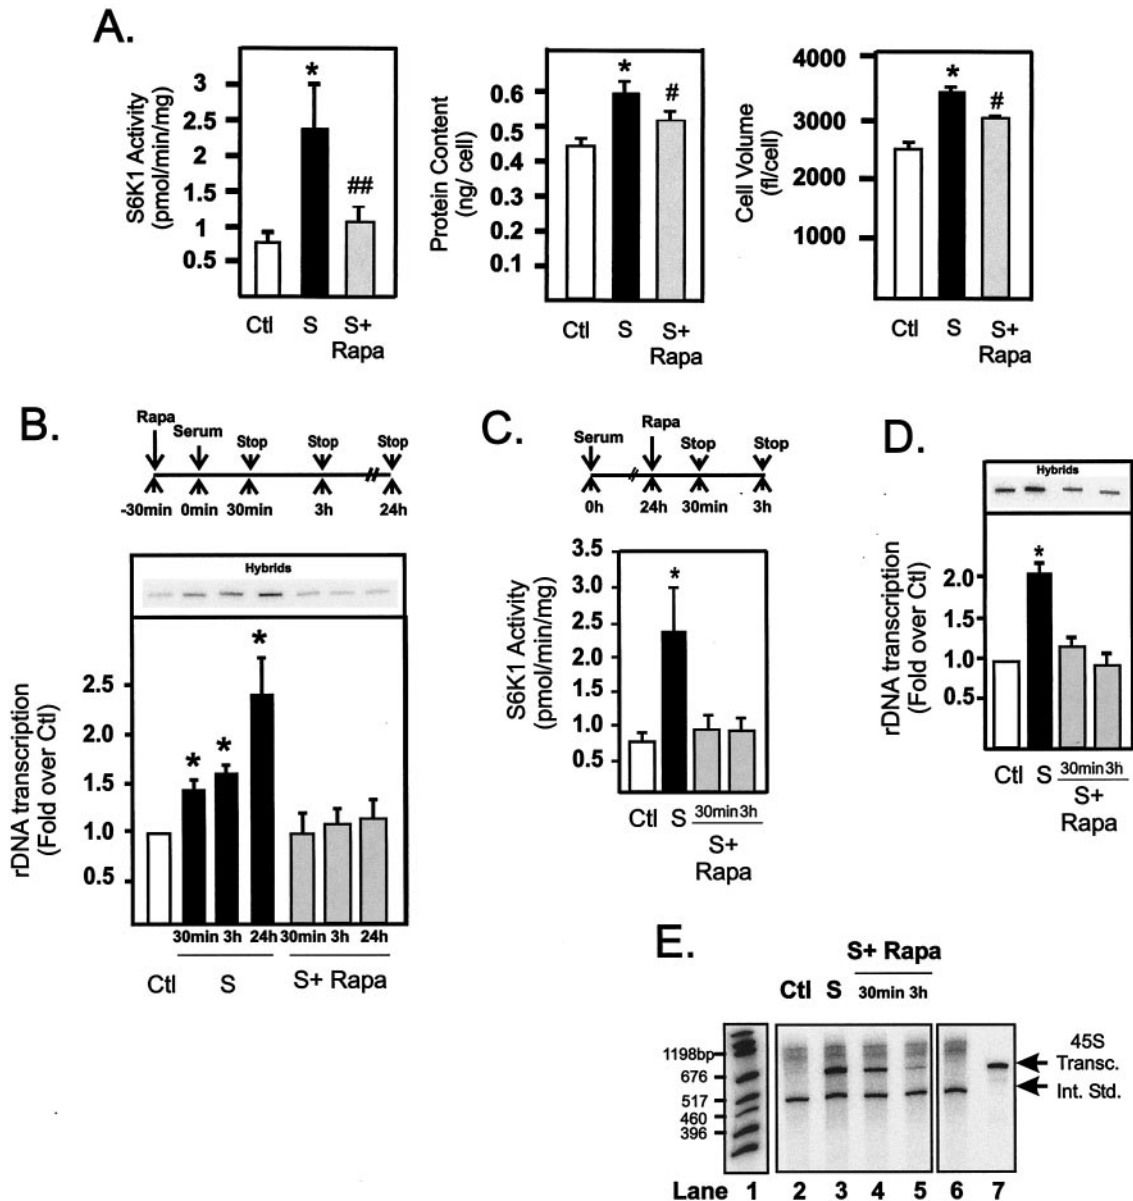 A.
S6K1 Activity
(pmol/min/mg)
3
2.5
2
1.5
1
0.5
*
##
Ctl S S+
Rapa
Protein Content
(ng/ cell)
0.6
0.5
0.4
0.3
0.2
0.1
*
#
Ctl S S+
Rapa
Cell Volume
(fl/cell)
4000
3000
2000
1000
*
#
Ctl S S+
Rapa
B.
Rapa Serum Stop Stop Stop
-30min 0min 30min 3h 24h
Hybrids
rDNA transcription
(Fold over Ctl)
2.5
2.0
1.5
1.0
0.5
* * *
30min 3h 24h 30min 3h 24h
Ctl S S+ Rapa
C.
Serum Rapa Stop Stop
0h 24h 30min 3h
S6K1 Activity
(pmol/min/mg)
3.5
3.0
2.5
2.0
1.5
1.0
0.5
*
Ctl S 30min 3h
S+
Rapa
D.
Hybrids
rDNA transcription
(Fold over Ctl)
2.0
1.5
1.0
0.5
*
Ctl S 30min 3h
S+
Rapa
E.
S+ Rapa
Ctl S 30min 3h
1198bp
676
517
460
396
45S
Transc.
Int. Std.
Lane 1 2 3 4 5 6 7